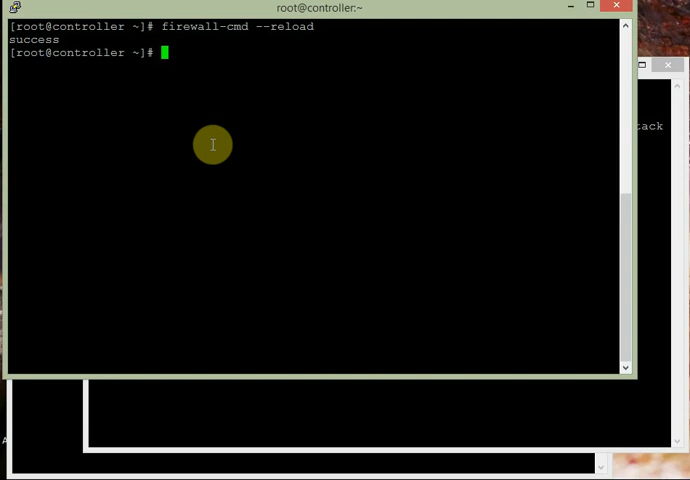 root@controller:~
[root@controller ~]# firewall-cmd --reload
success
[root@controller ~]#
tack
A